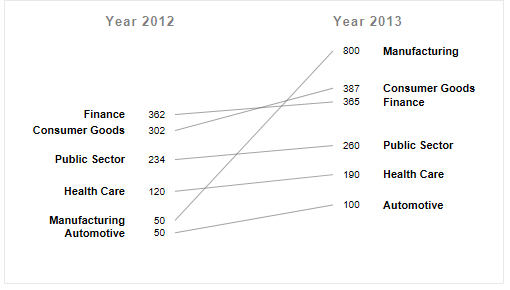 Year 2012
Year 2013
800 Manufacturing
387 Consumer Goods
Finance 362
365 Finance
Consumer Goods 302
260 Public Sector
Public Sector 234
190 Health Care
Health Care 120
100 Automotive
Manufacturing 50
Automotive 50